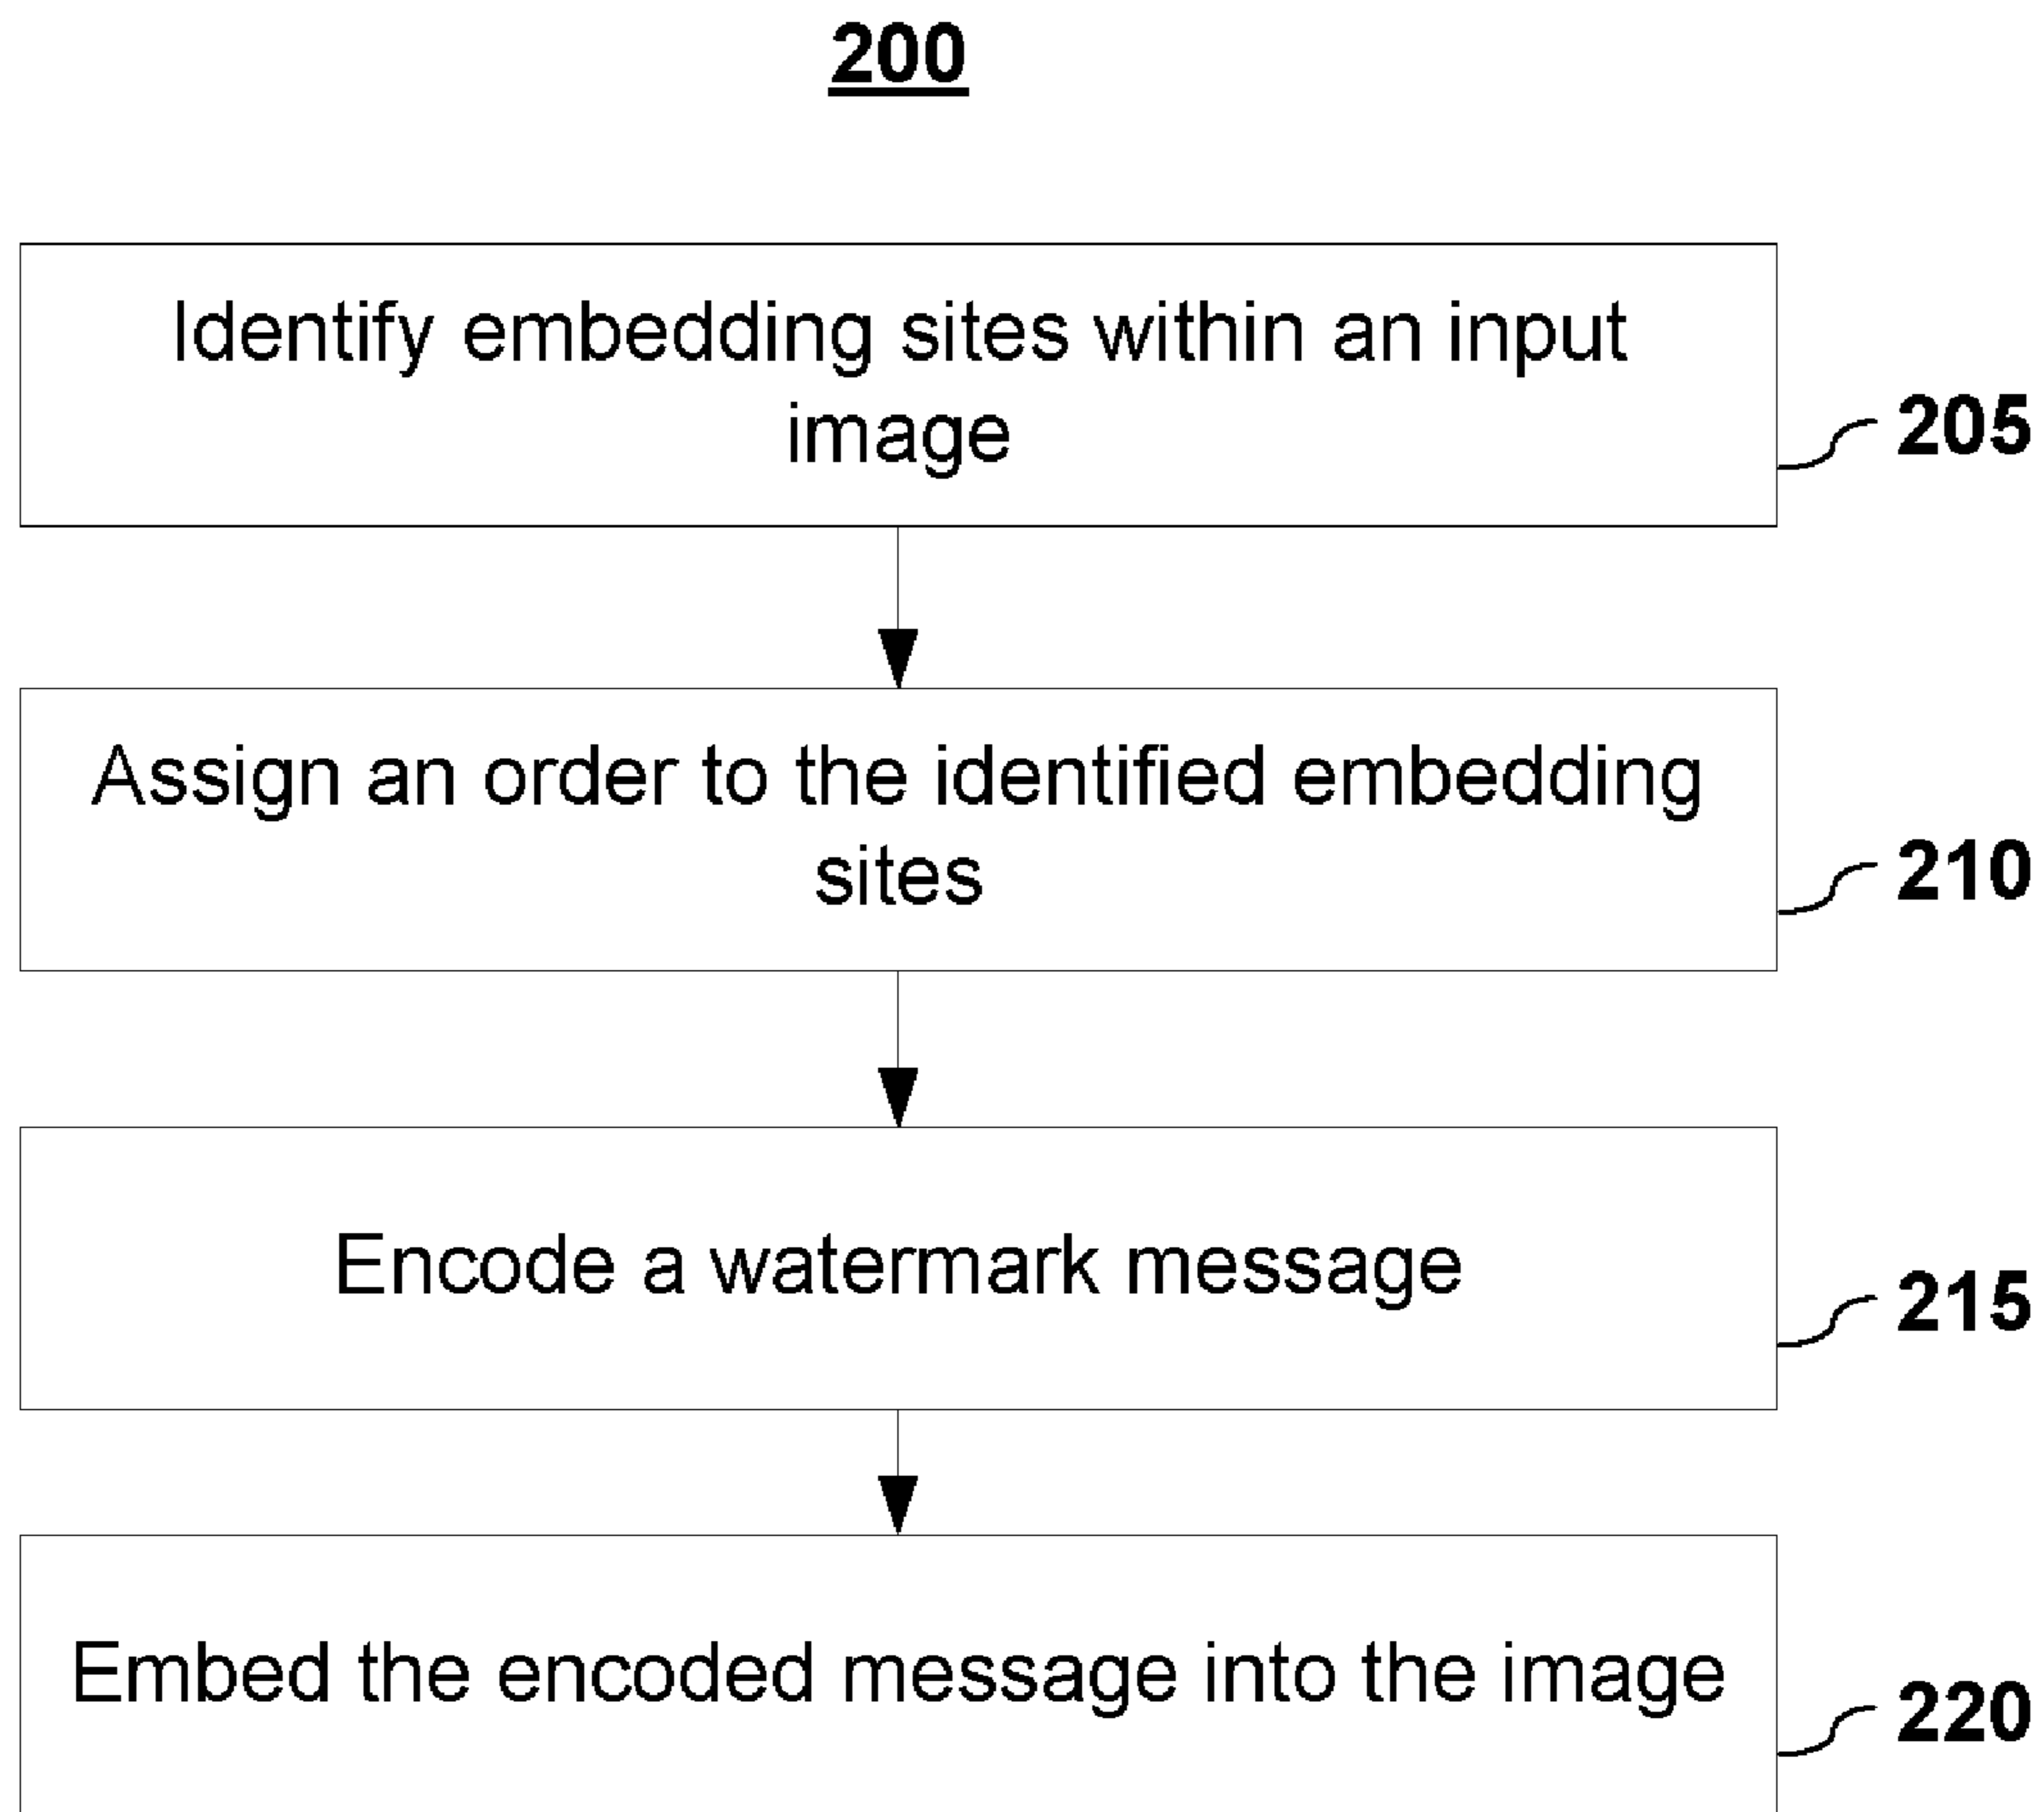 200
Identify embedding sites within an input
image
205
Assign an order to the identified embedding
sites
210
Encode a watermark message
215
Embed the encoded message into the image
220